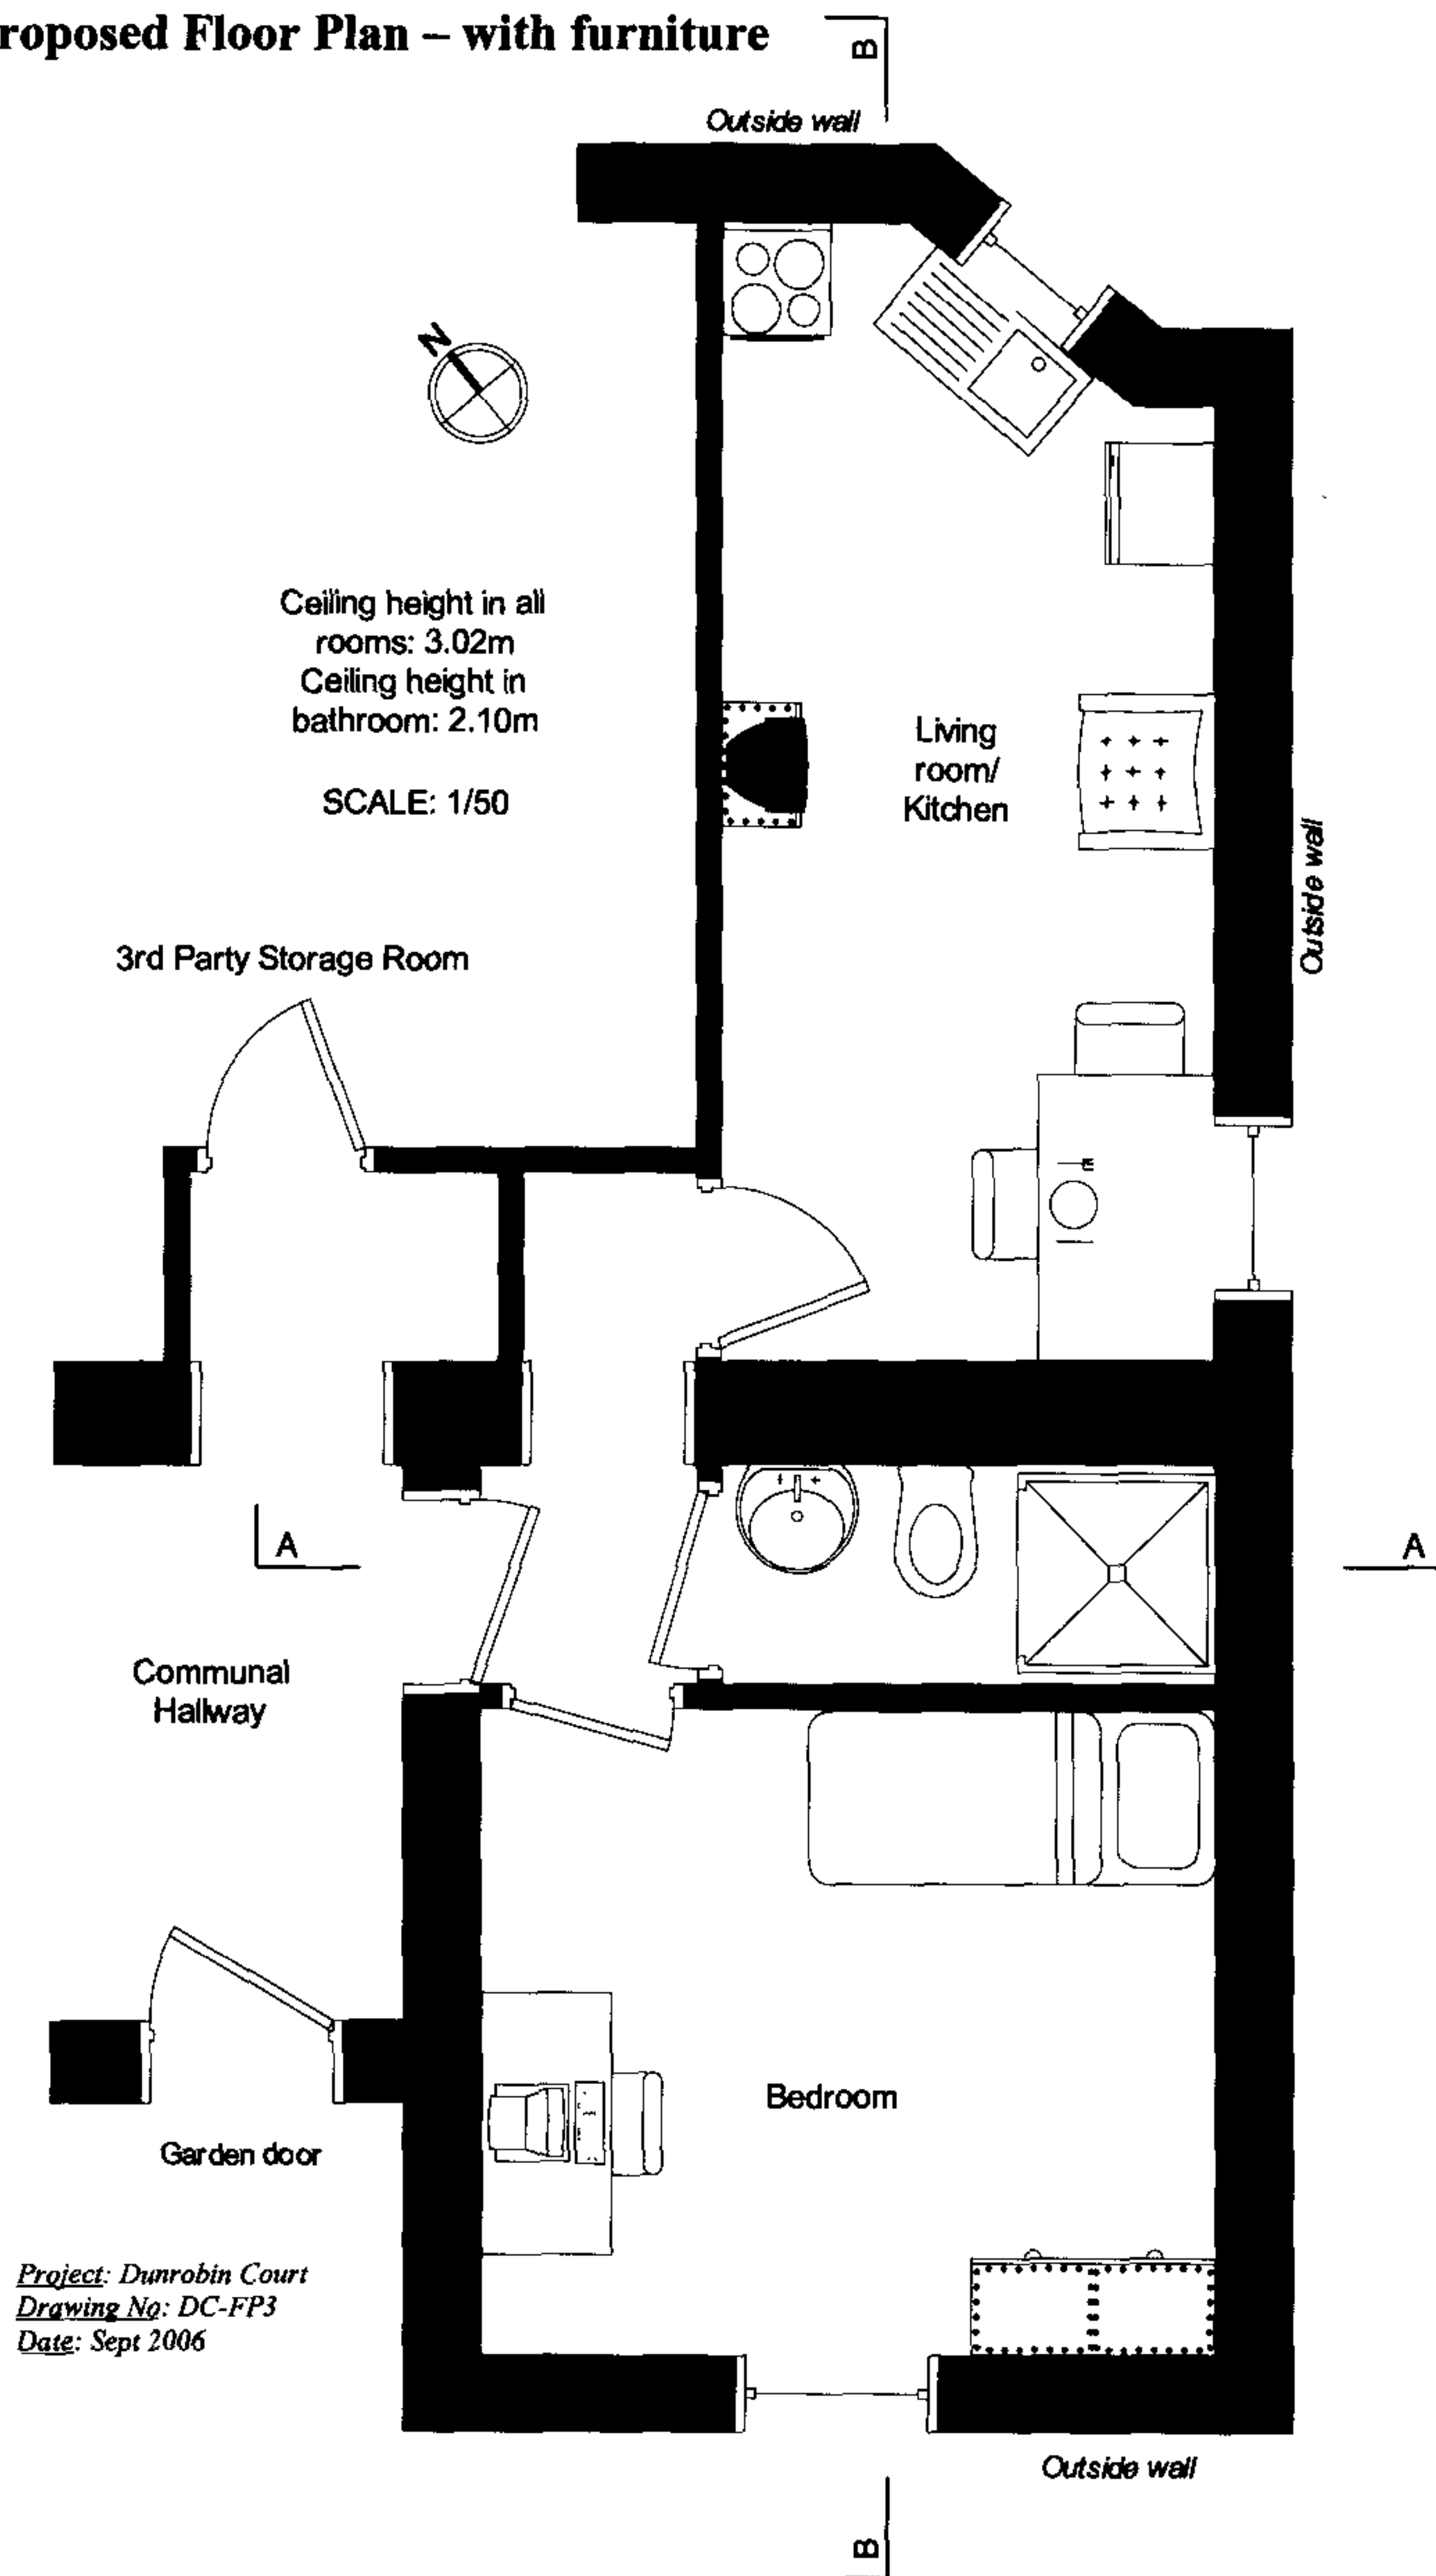 roposed Floor Plan – with furniture
B
Outside wall
N
Ceiling height in all
rooms: 3.02m
Ceiling height in
bathroom: 2.10m
SCALE: 1/50
Living
room/
Kitchen
Outside wall
3rd Party Storage Room
A
A
Communal
Hallway
Bedroom
Garden door
Project: Dunrobin Court
Drawing No: DC-FP3
Date: Sept 2006
Outside wall
B